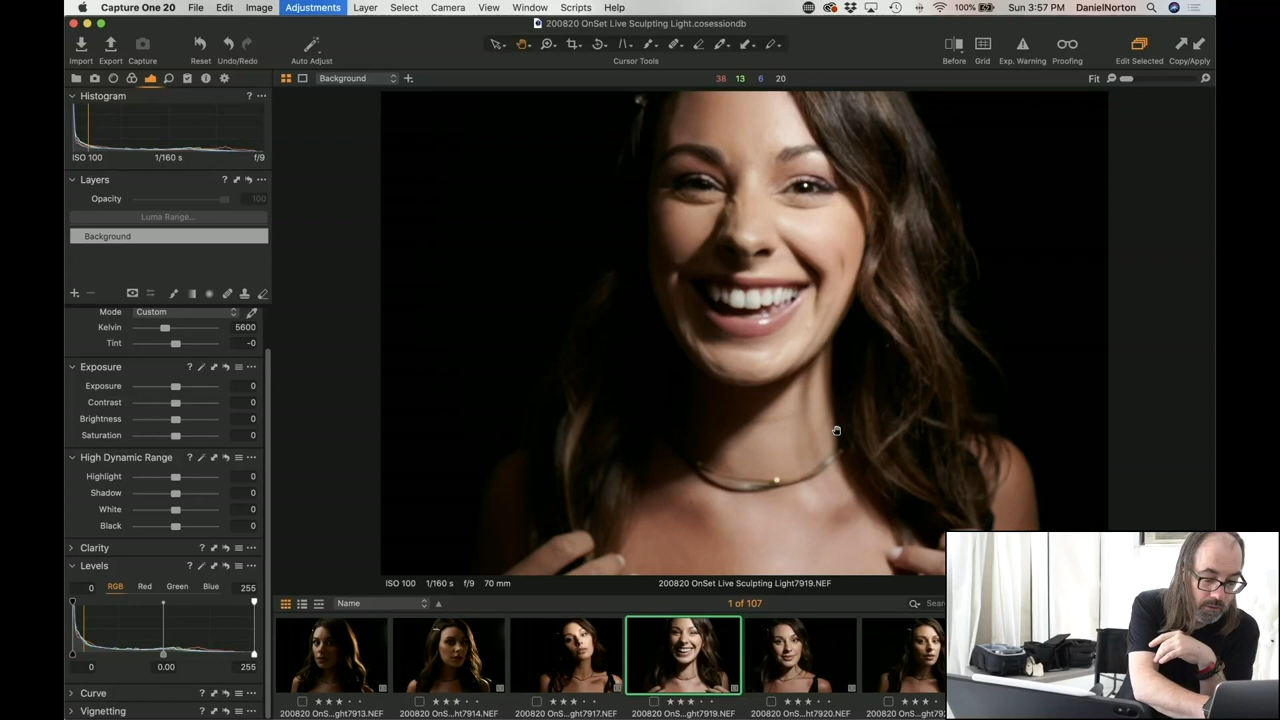 Capture One 20 File Edit Image Adjustments Layer Select Camera View Window Scripts Help 100% Sun 3:57 PM DanielNorton
200820 OnSet Live Sculpting Light.cosessiondb
Import Export Capture Reset Undo/Redo Auto Adjust Cursor Tools Before Grid Exp. Warning Proofing Edit Selected Copy/Apply
Background 38 13 6 20 Fit
Histogram ? ...
ISO 100 1/160 s f/9
Layers ? ...
Opacity 100
Luma Range...
Background
Mode Custom
Kelvin 5600
Tint -0
Exposure ? ...
Exposure 0
Contrast 0
Brightness 0
Saturation 0
High Dynamic Range ? ...
Highlight 0
Shadow 0
White 0
Black 0
Clarity ? ...
Levels ? ...
0 RGB Red Green Blue 255
0 0.00 255
Curve ? ...
Vignetting ? ...
ISO 100 1/160 s f/9 70 mm 200820 OnSet Live Sculpting Light7919.NEF
Name 1 of 107 Sear
200820 OnS...ght7913.NEF 200820 OnS...ht7914.NEF 200820 OnS...ght7917.NEF 200820 OnS...ght7919.NEF 200820 OnS...ht7920.NEF